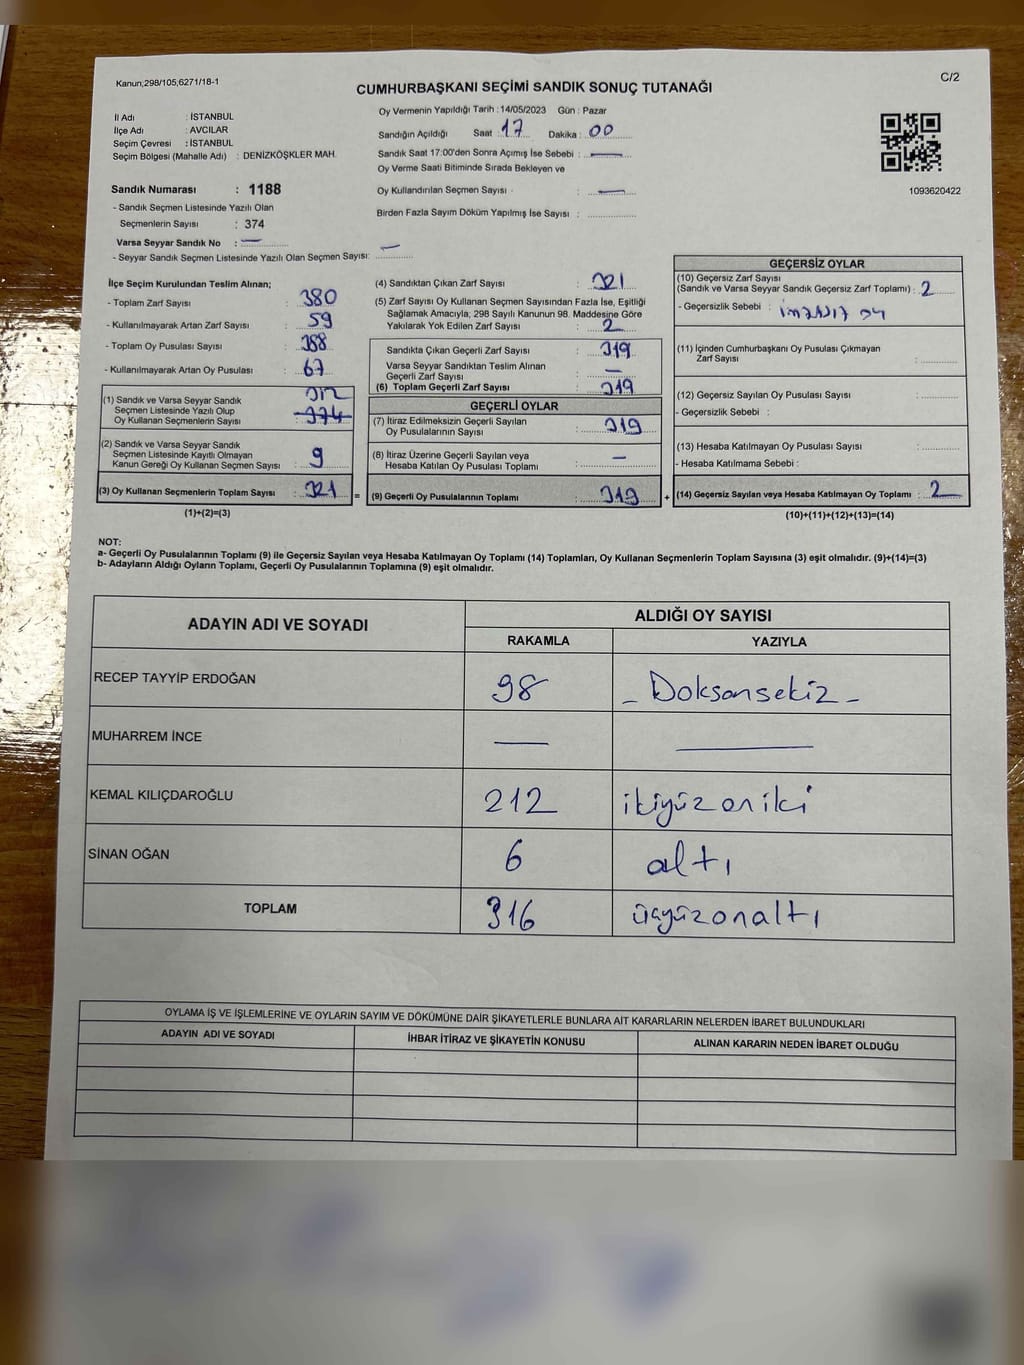 Kanun;298/105,6271/18-1
C/2
CUMHURBAŞKANI SEÇİMİ SANDIK SONUÇ TUTANAĞI
İl Adı : İSTANBUL
İlçe Adı : AVCILAR
Seçim Çevresi : İSTANBUL
Seçim Bölgesi (Mahalle Adı) : DENİZKÖŞKLER MAH.
Sandık Numarası : 1188
- Sandık Seçmen Listesinde Yazılı Olan
Seçmenlerin Sayısı : 374
Varsa Seyyar Sandık No : —
- Seyyar Sandık Seçmen Listesinde Yazılı Olan Seçmen Sayısı: —
Oy Vermenin Yapıldığı Tarih : 14/05/2023 Gün : Pazar
Sandığın Açıldığı Saat 17 Dakika : 00
Sandık Saat 17:00'den Sonra Açımış İse Sebebi : —
Oy Verme Saati Bitiminde Sırada Bekleyen ve
Oy Kullandırılan Seçmen Sayısı : —
Birden Fazla Sayım Döküm Yapılmış İse Sayısı :
1093620422
İlçe Seçim Kurulundan Teslim Alınan;
- Toplam Zarf Sayısı : 380
- Kullanılmayarak Artan Zarf Sayısı : 59
- Toplam Oy Pusulası Sayısı : 388
- Kullanılmayarak Artan Oy Pusulası : 67
(1) Sandık ve Varsa Seyyar Sandık 312
Seçmen Listesinde Yazılı Olup
Oy Kullanan Seçmenlerin Sayısı : 374
(2) Sandık ve Varsa Seyyar Sandık
Seçmen Listesinde Kayıtlı Olmayan
Kanun Gereği Oy Kullanan Seçmen Sayısı : 9
(3) Oy Kullanan Seçmenlerin Toplam Sayısı : 321 =
(1)+(2)=(3)
(4) Sandıktan Çıkan Zarf Sayısı : 321
(5) Zarf Sayısı Oy Kullanan Seçmen Sayısından Fazla İse, Eşitliği
Sağlamak Amacıyla; 298 Sayılı Kanunun 98. Maddesine Göre
Yakılarak Yok Edilen Zarf Sayısı : 2
Sandıkta Çıkan Geçerli Zarf Sayısı : 319
Varsa Seyyar Sandıktan Teslim Alınan
Geçerli Zarf Sayısı : —
(6) Toplam Geçerli Zarf Sayısı : 319
GEÇERLİ OYLAR
(7) İtiraz Edilmeksizin Geçerli Sayılan
Oy Pusulalarının Sayısı : 319
(8) İtiraz Üzerine Geçerli Sayılan veya
Hesaba Katılan Oy Pusulası Toplamı : —
(9) Geçerli Oy Pusulalarının Toplamı : 319 +
GEÇERSİZ OYLAR
(10) Geçersiz Zarf Sayısı
(Sandık ve Varsa Seyyar Sandık Geçersiz Zarf Toplamı) : 2
- Geçersizlik Sebebi :
(11) İçinden Cumhurbaşkanı Oy Pusulası Çıkmayan
Zarf Sayısı :
(12) Geçersiz Sayılan Oy Pusulası Sayısı :
- Geçersizlik Sebebi :
(13) Hesaba Katılmayan Oy Pusulası Sayısı :
- Hesaba Katılmama Sebebi :
(14) Geçersiz Sayılan veya Hesaba Katılmayan Oy Toplamı : 2
(10)+(11)+(12)+(13)=(14)
NOT:
a- Geçerli Oy Pusulalarının Toplamı (9) ile Geçersiz Sayılan veya Hesaba Katılmayan Oy Toplamı (14) Toplamları, Oy Kullanan Seçmenlerin Toplam Sayısına (3) eşit olmalıdır. (9)+(14)=(3)
b- Adayların Aldığı Oyların Toplamı, Geçerli Oy Pusulalarının Toplamına (9) eşit olmalıdır.
ADAYIN ADI VE SOYADI
ALDIĞI OY SAYISI
RAKAMLA YAZIYLA
RECEP TAYYİP ERDOĞAN 98 - Doksansekiz -
MUHARREM İNCE — —
KEMAL KILIÇDAROĞLU 212 ikiyüzoniki
SİNAN OĞAN 6 altı
TOPLAM 316 üçyüzonaltı
OYLAMA İŞ VE İŞLEMLERİNE VE OYLARIN SAYIM VE DÖKÜMÜNE DAİR ŞİKAYETLERLE BUNLARA AİT KARARLARIN NELERDEN İBARET BULUNDUKLARI
ADAYIN ADI VE SOYADI İHBAR İTİRAZ VE ŞİKAYETİN KONUSU ALINAN KARARIN NEDEN İBARET OLDUĞU